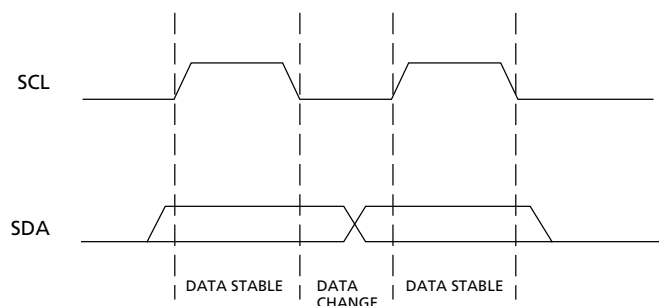 SCL
SDA
DATA STABLE
DATA
CHANGE
DATA STABLE